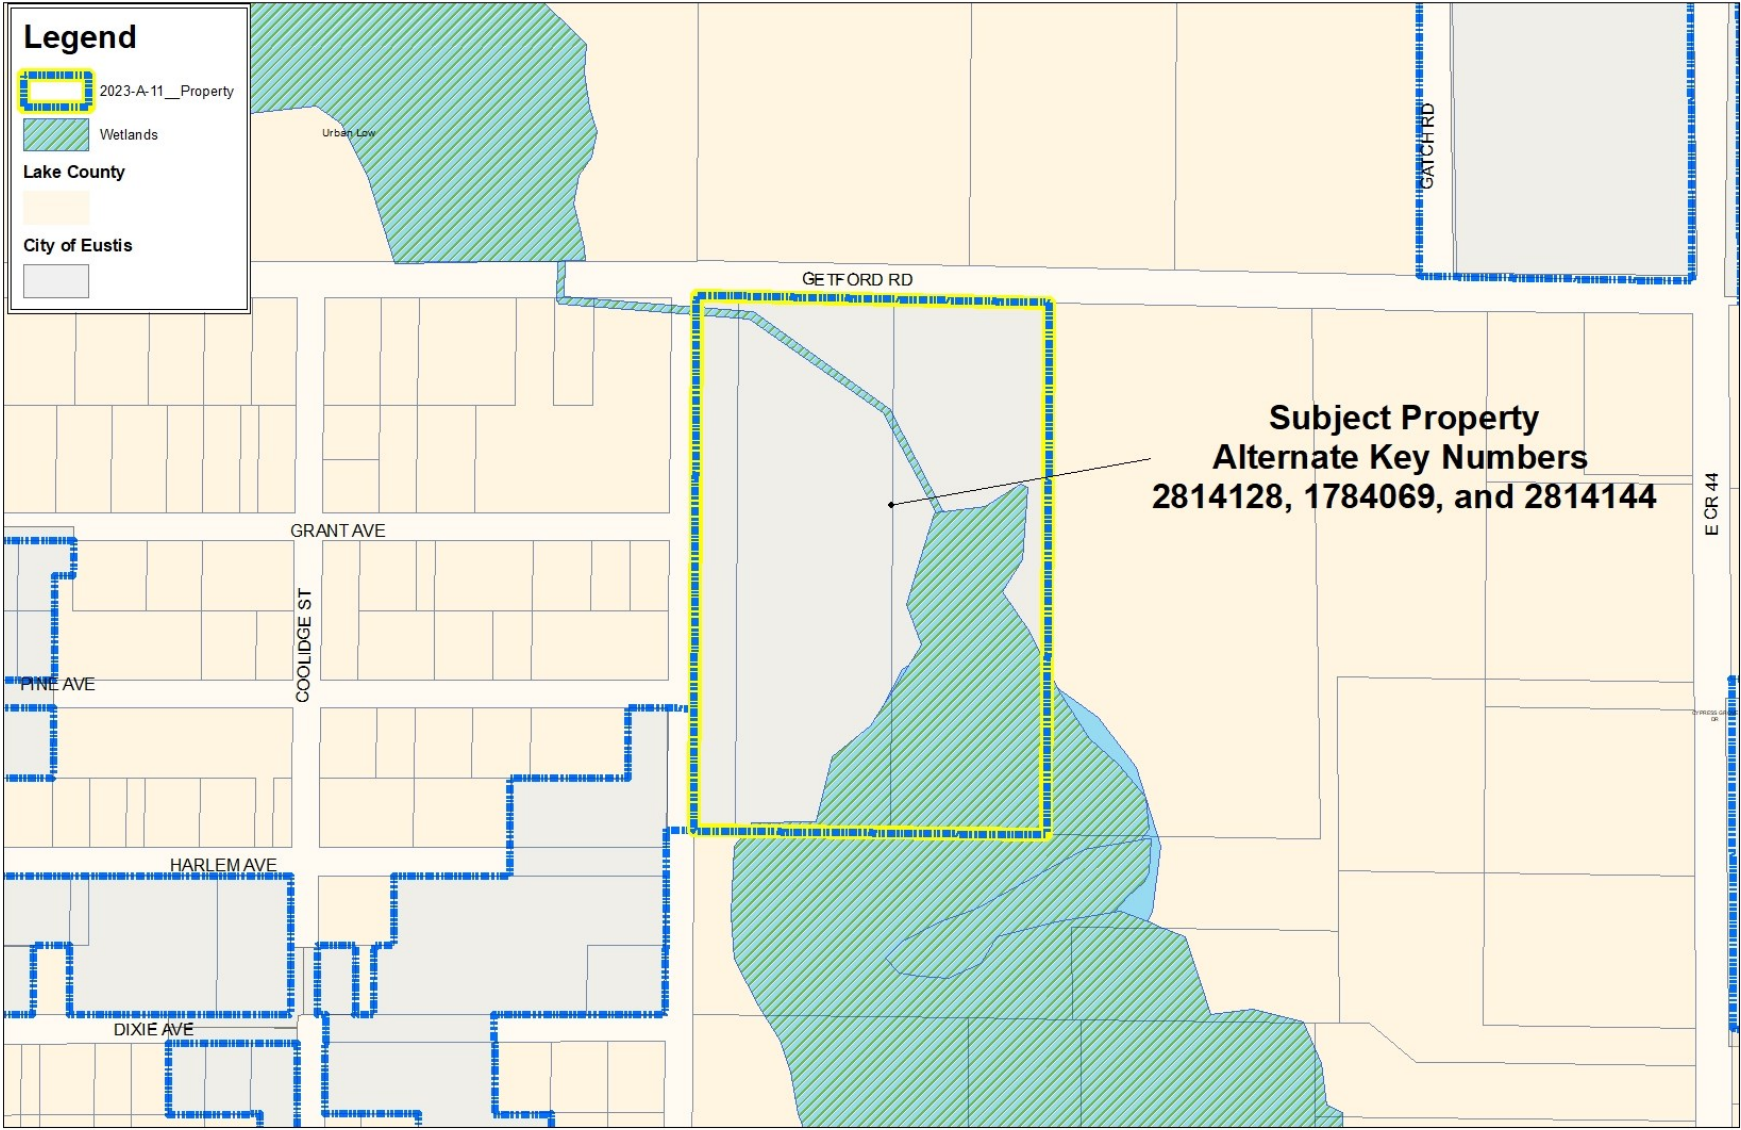 Legend
2023-A-11__Property
Wetlands
Lake County
City of Eustis
Urban Low
GATCH RD
GETFORD RD
Subject Property
Alternate Key Numbers
2814128, 1784069, and 2814144
E CR 44
GRANT AVE
COOLIDGE ST
PINE AVE
HARLEM AVE
DIXIE AVE
DR